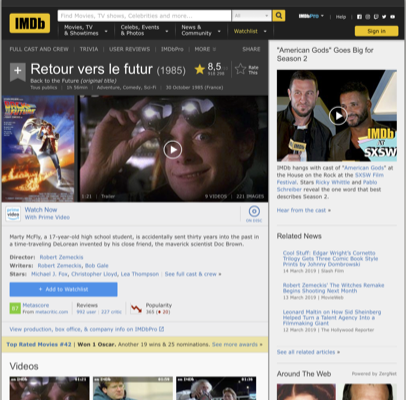 IMDb
Find Movies, TV shows, Celebrities and more...
All
IMDbPro
Help
Movies, TV & Showtimes
Celebs, Events & Photos
News & Community
Watchlist
Sign in
FULL CAST AND CREW | TRIVIA | USER REVIEWS | IMDbPro | MORE
SHARE
+ Retour vers le futur (1985)
8,5
Rate This
Back to the Future (original title)
Tous publics | 1h 56min | Adventure, Comedy, Sci-Fi | 30 October 1985 (France)
1:21 | Trailer
9 VIDEOS | 221 IMAGES
Watch Now
With Prime Video
ON DISC
Marty McFly, a 17-year-old high school student, is accidentally sent thirty years into the past in
a time-traveling DeLorean invented by his close friend, the maverick scientist Doc Brown.
Director: Robert Zemeckis
Writers: Robert Zemeckis, Bob Gale
Stars: Michael J. Fox, Christopher Lloyd, Lea Thompson | See full cast & crew »
+ Add to Watchlist
87
Metascore
From metacritic.com
Reviews
992 user | 227 critic
Popularity
365
View production, box office, & company info on IMDbPro
Top Rated Movies #42 | Won 1 Oscar. Another 19 wins & 25 nominations. See more awards »
Videos
"American Gods" Goes Big for
Season 2
IMDb
SXSW
IMDb hangs with cast of "American Gods" at
the House on the Rock at the SXSW Film
Festival. Stars Ricky Whittle and Pablo
Schreiber reveal the one word that best
describes Season 2.
Hear from the cast »
Related News
Cool Stuff: Edgar Wright's Cornetto
Trilogy Gets Three Comic Book Style
Prints by Johnny Dombrowski
14 March 2019 | Slash Film
Robert Zemeckis' The Witches Remake
Begins Shooting Next Month
13 March 2019 | MovieWeb
Leonard Maltin on How Sid Sheinberg
Helped Turn a Talent Agency Into a
Filmmaking Giant
12 March 2019 | The Hollywood Reporter
See all related articles »
Around The Web
Powered by ZergNet